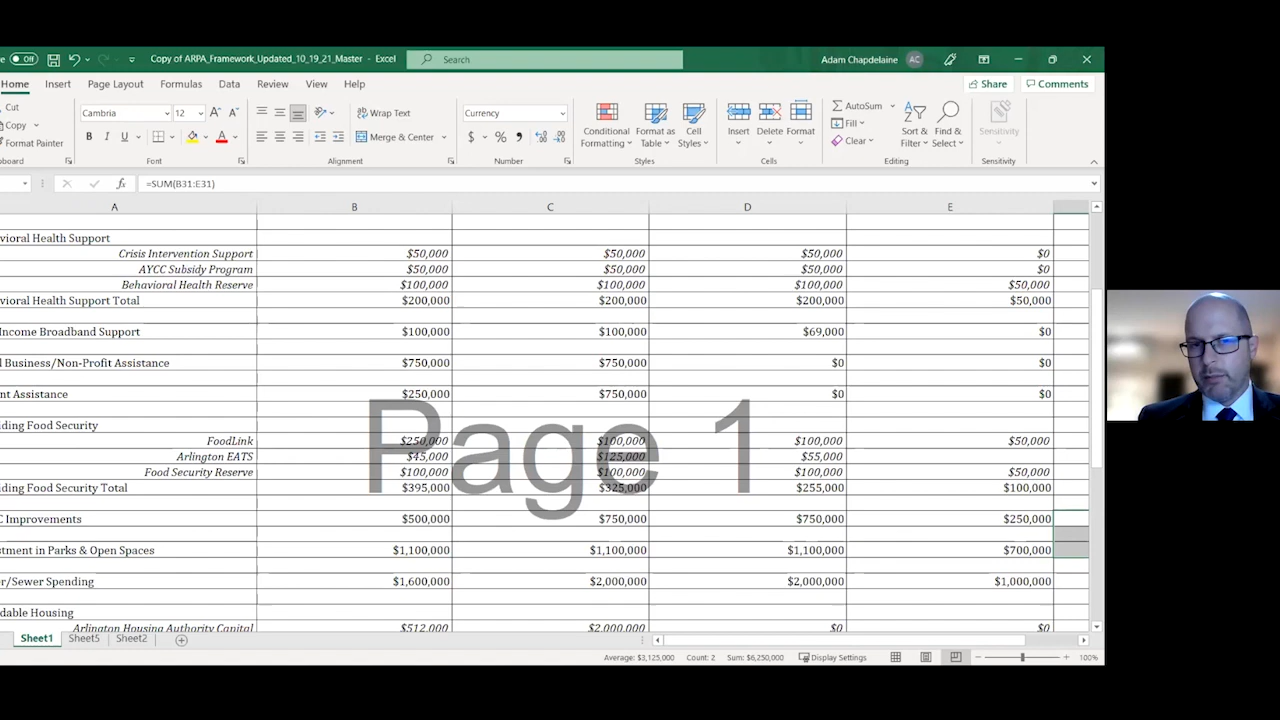 e Off Copy of ARPA_Framework_Updated_10_19_21_Master - Excel Search Adam Chapdelaine AC
Home Insert Page Layout Formulas Data Review View Help Share Comments
Cut Cambria 12 A A Wrap Text Currency Conditional Format as Cell Insert Delete Format AutoSum Sort & Find & Sensitivity
Copy B I U Merge & Center $ % , Formatting Table Styles Fill Filter Select
Format Painter Clear
board Font Alignment Number Styles Cells Editing Sensitivity
fx =SUM(B31:E31)
A B C D E
vioral Health Support
Crisis Intervention Support $50,000 $50,000 $50,000 $0
AYCC Subsidy Program $50,000 $50,000 $50,000 $0
Behavioral Health Reserve $100,000 $100,000 $100,000 $50,000
vioral Health Support Total $200,000 $200,000 $200,000 $50,000
Income Broadband Support $100,000 $100,000 $69,000 $0
l Business/Non-Profit Assistance $750,000 $750,000 $0 $0
nt Assistance $250,000 $750,000 $0 $0
iding Food Security
FoodLink $250,000 $100,000 $100,000 $50,000
Arlington EATS $45,000 $125,000 $55,000
Food Security Reserve $100,000 $100,000 $100,000 $50,000
iding Food Security Total $395,000 $325,000 $255,000 $100,000
Page 1
C Improvements $500,000 $750,000 $750,000 $250,000
stment in Parks & Open Spaces $1,100,000 $1,100,000 $1,100,000 $700,000
er/Sewer Spending $1,600,000 $2,000,000 $2,000,000 $1,000,000
dable Housing
Arlington Housing Authority Capital $512,000 $2,000,000 $0 $0
Sheet1 Sheet5 Sheet2
Average: $3,125,000 Count: 2 Sum: $6,250,000 Display Settings 100%